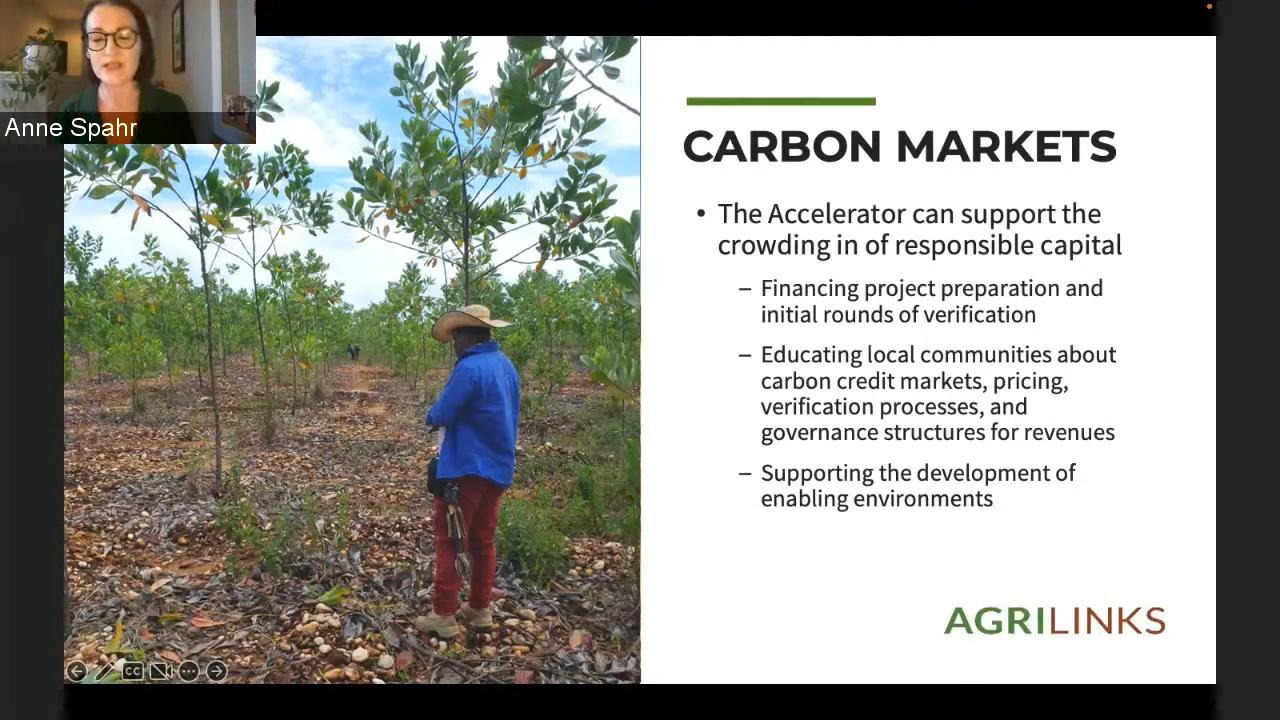 Anne Spahr
CARBON MARKETS
• The Accelerator can support the
crowding in of responsible capital
– Financing project preparation and
initial rounds of verification
– Educating local communities about
carbon credit markets, pricing,
verification processes, and
governance structures for revenues
– Supporting the development of
enabling environments
AGRILINKS
CC